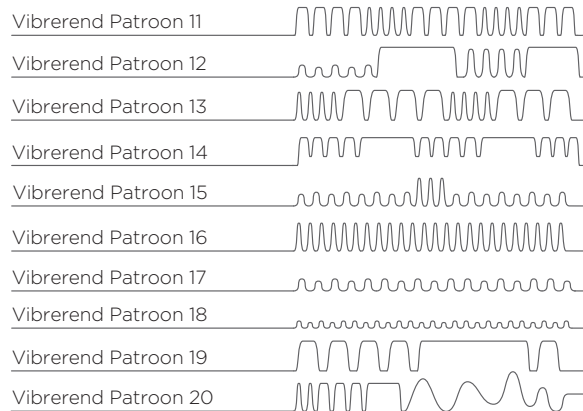 Vibrerend Patroon 11
Vibrerend Patroon 12
Vibrerend Patroon 13
Vibrerend Patroon 14
Vibrerend Patroon 15
Vibrerend Patroon 16
Vibrerend Patroon 17
Vibrerend Patroon 18
Vibrerend Patroon 19
Vibrerend Patroon 20